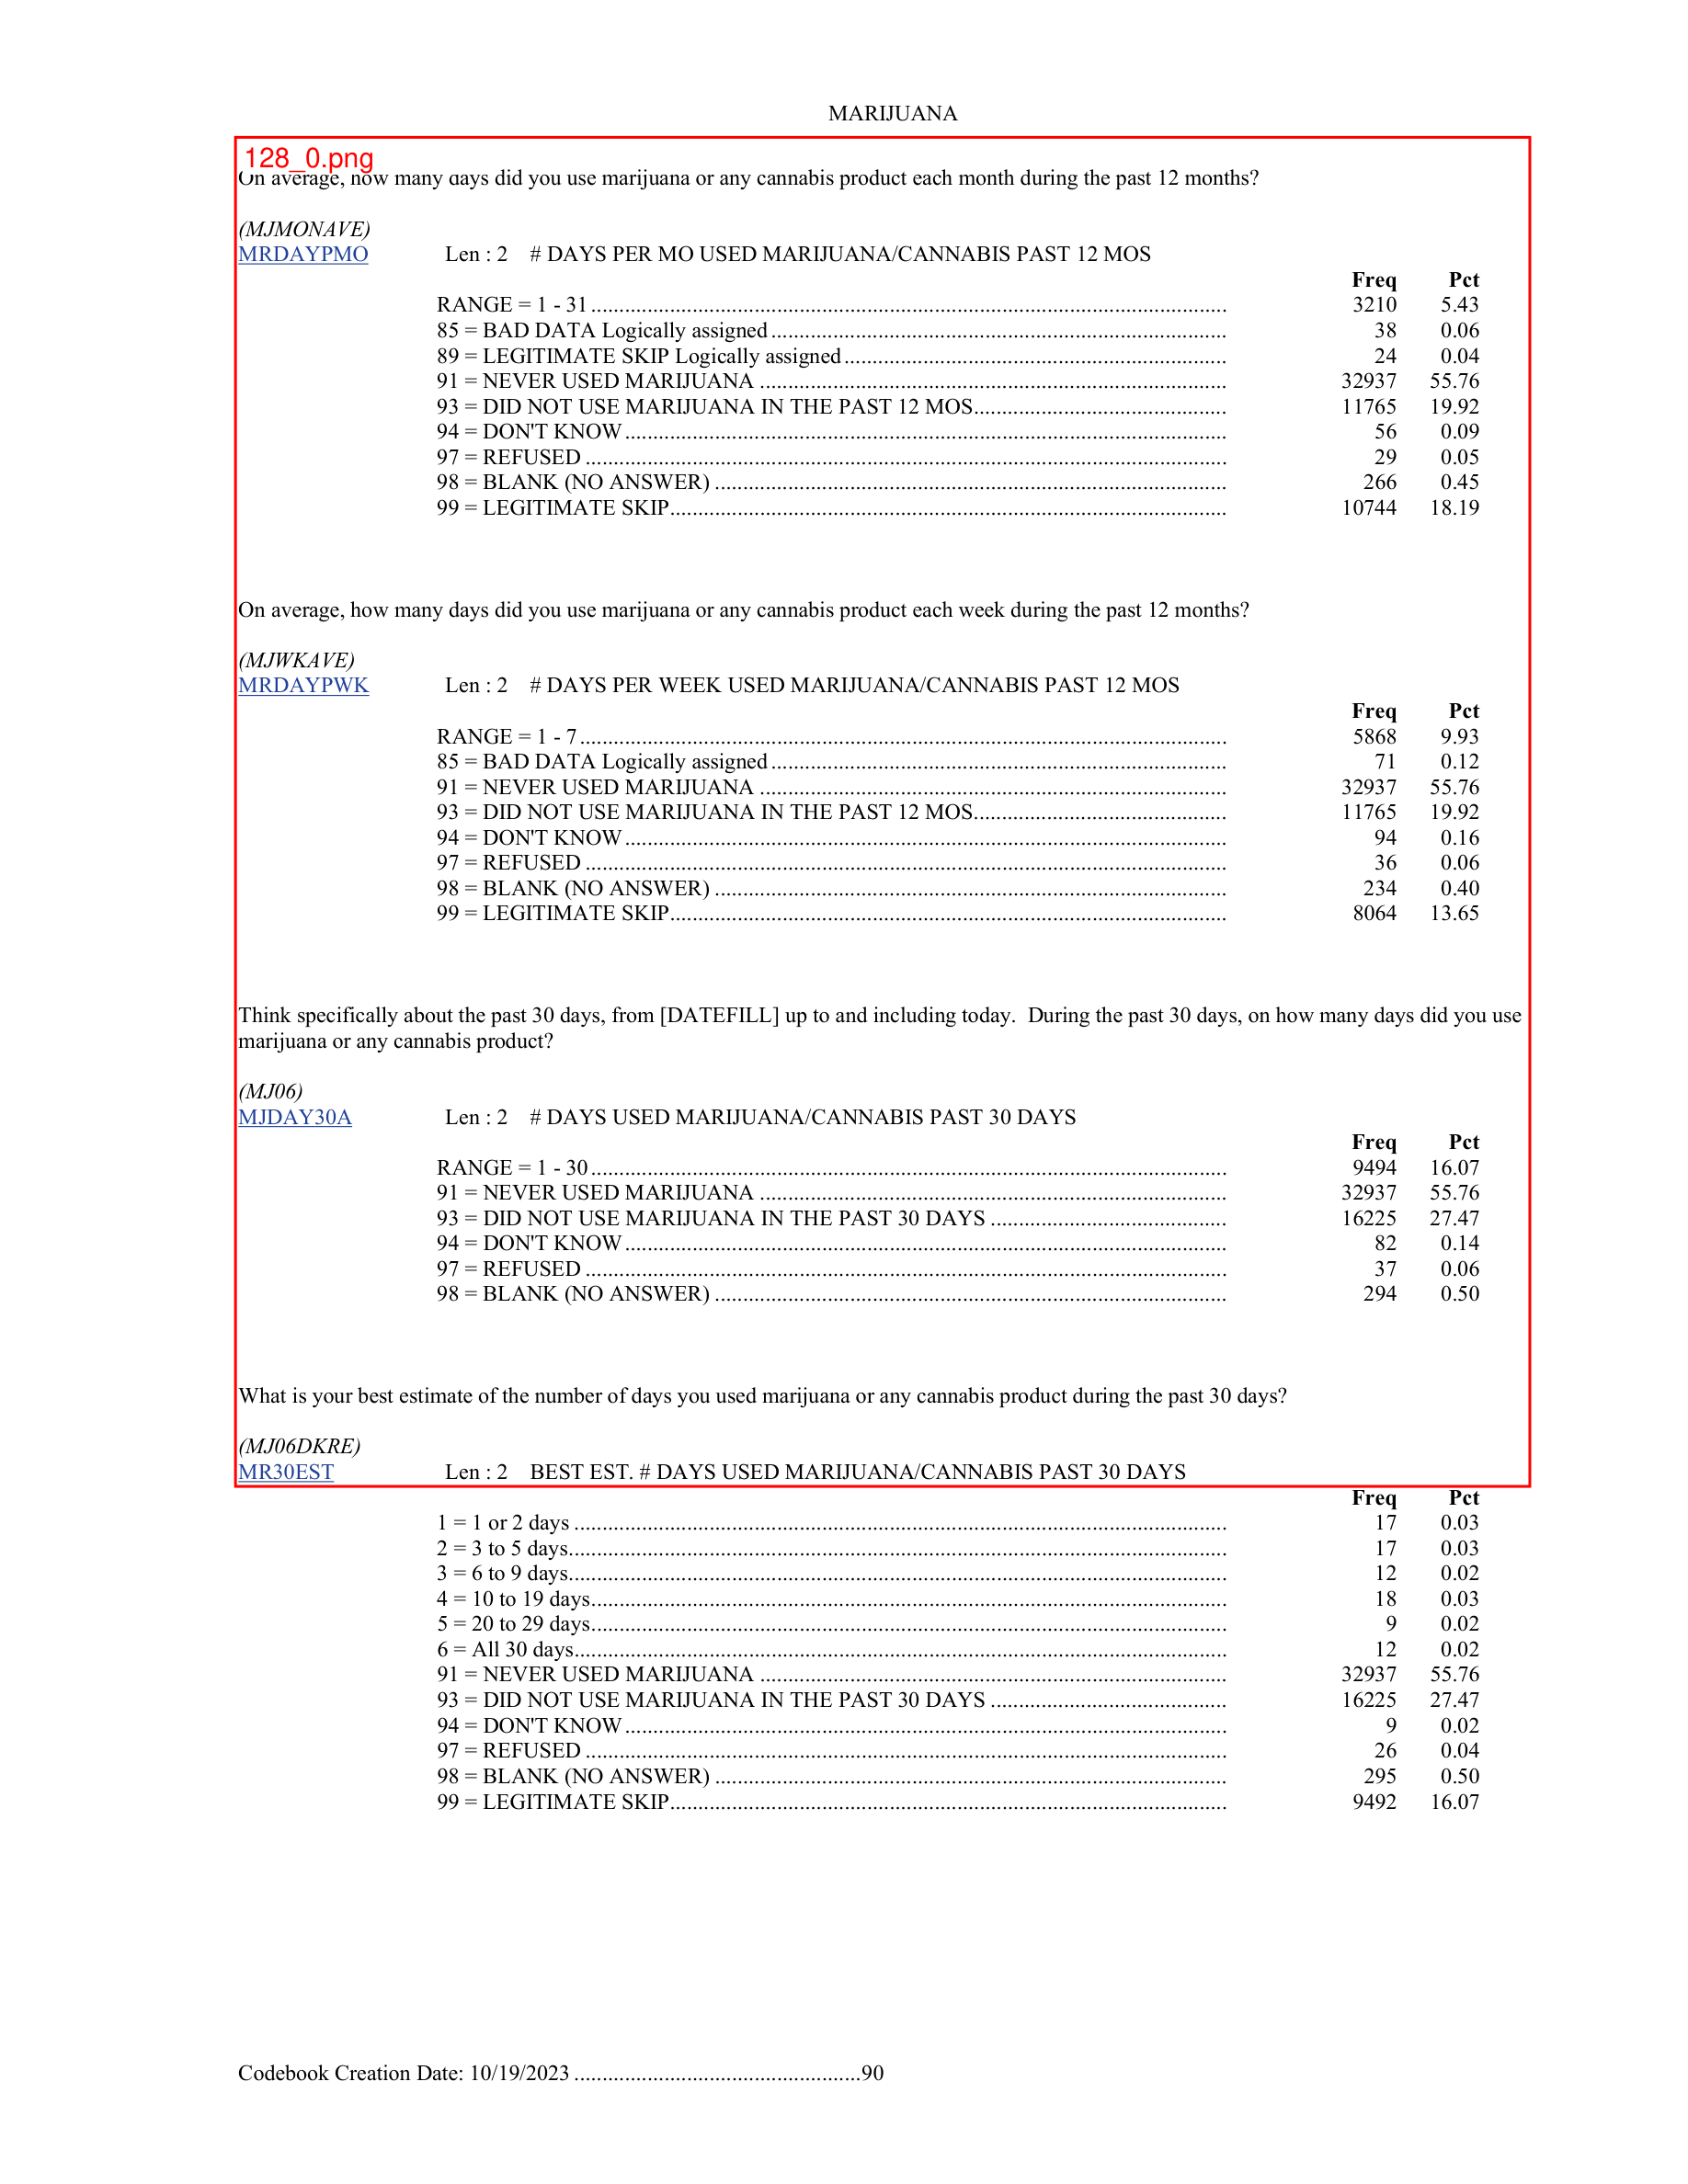 MARIJUANA
128_0.png
On average, how many days did you use marijuana or any cannabis product each month during the past 12 months?
(MJMONAVE)
MRDAYPMO Len : 2 # DAYS PER MO USED MARIJUANA/CANNABIS PAST 12 MOS
Freq Pct
RANGE = 1 - 31 ........ 3210 5.43
85 = BAD DATA Logically assigned ........ 38 0.06
89 = LEGITIMATE SKIP Logically assigned ........ 24 0.04
91 = NEVER USED MARIJUANA ........ 32937 55.76
93 = DID NOT USE MARIJUANA IN THE PAST 12 MOS ........ 11765 19.92
94 = DON'T KNOW ........ 56 0.09
97 = REFUSED ........ 29 0.05
98 = BLANK (NO ANSWER) ........ 266 0.45
99 = LEGITIMATE SKIP ........ 10744 18.19
On average, how many days did you use marijuana or any cannabis product each week during the past 12 months?
(MJWKAVE)
MRDAYPWK Len : 2 # DAYS PER WEEK USED MARIJUANA/CANNABIS PAST 12 MOS
Freq Pct
RANGE = 1 - 7 ........ 5868 9.93
85 = BAD DATA Logically assigned ........ 71 0.12
91 = NEVER USED MARIJUANA ........ 32937 55.76
93 = DID NOT USE MARIJUANA IN THE PAST 12 MOS ........ 11765 19.92
94 = DON'T KNOW ........ 94 0.16
97 = REFUSED ........ 36 0.06
98 = BLANK (NO ANSWER) ........ 234 0.40
99 = LEGITIMATE SKIP ........ 8064 13.65
Think specifically about the past 30 days, from [DATEFILL] up to and including today. During the past 30 days, on how many days did you use
marijuana or any cannabis product?
(MJ06)
MJDAY30A Len : 2 # DAYS USED MARIJUANA/CANNABIS PAST 30 DAYS
Freq Pct
RANGE = 1 - 30 ........ 9494 16.07
91 = NEVER USED MARIJUANA ........ 32937 55.76
93 = DID NOT USE MARIJUANA IN THE PAST 30 DAYS ........ 16225 27.47
94 = DON'T KNOW ........ 82 0.14
97 = REFUSED ........ 37 0.06
98 = BLANK (NO ANSWER) ........ 294 0.50
What is your best estimate of the number of days you used marijuana or any cannabis product during the past 30 days?
(MJ06DKRE)
MR30EST Len : 2 BEST EST. # DAYS USED MARIJUANA/CANNABIS PAST 30 DAYS
Freq Pct
1 = 1 or 2 days ........ 17 0.03
2 = 3 to 5 days ........ 17 0.03
3 = 6 to 9 days ........ 12 0.02
4 = 10 to 19 days ........ 18 0.03
5 = 20 to 29 days ........ 9 0.02
6 = All 30 days ........ 12 0.02
91 = NEVER USED MARIJUANA ........ 32937 55.76
93 = DID NOT USE MARIJUANA IN THE PAST 30 DAYS ........ 16225 27.47
94 = DON'T KNOW ........ 9 0.02
97 = REFUSED ........ 26 0.04
98 = BLANK (NO ANSWER) ........ 295 0.50
99 = LEGITIMATE SKIP ........ 9492 16.07
Codebook Creation Date: 10/19/2023 ........ 90